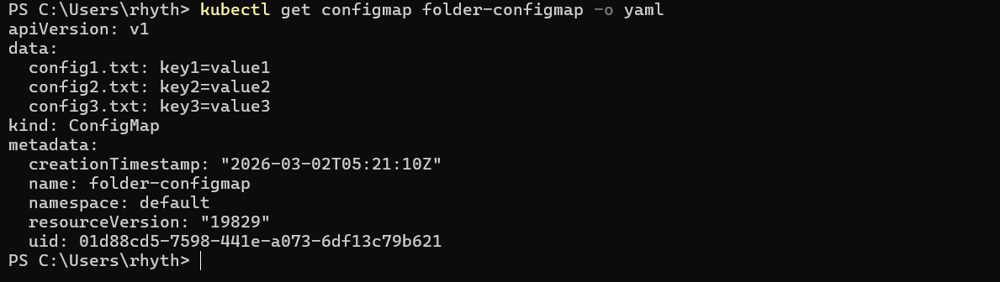 PS C:\Users\rhyth> kubectl get configmap folder-configmap -o yaml
apiVersion: v1
data:
  config1.txt: key1=value1
  config2.txt: key2=value2
  config3.txt: key3=value3
kind: ConfigMap
metadata:
  creationTimestamp: "2026-03-02T05:21:10Z"
  name: folder-configmap
  namespace: default
  resourceVersion: "19829"
  uid: 01d88cd5-7598-441e-a073-6df13c79b621
PS C:\Users\rhyth>